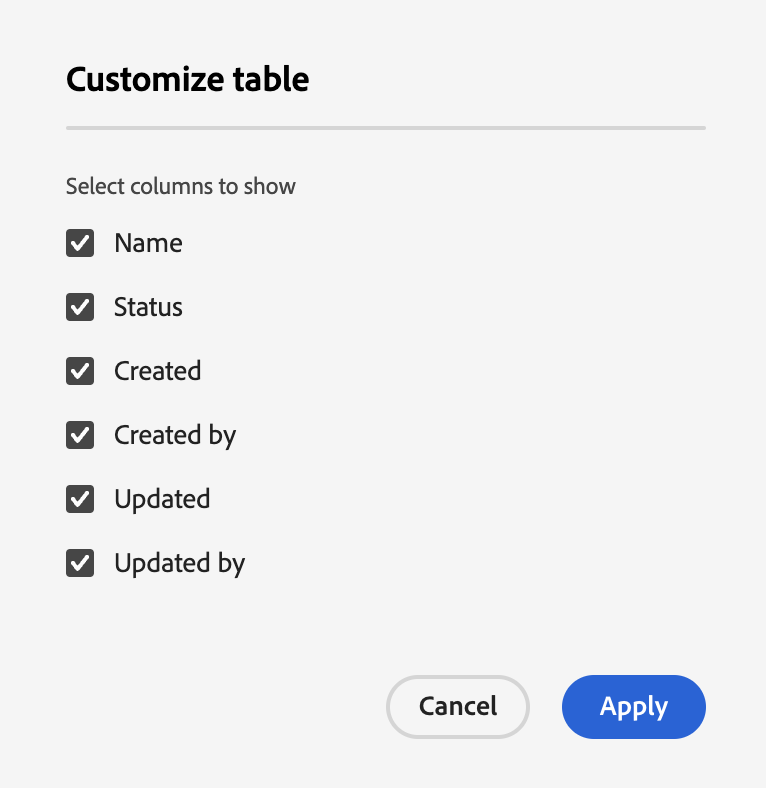 Customize table
Select columns to show
Name
Status
Created
Created by
Updated
Updated by
Cancel
Apply